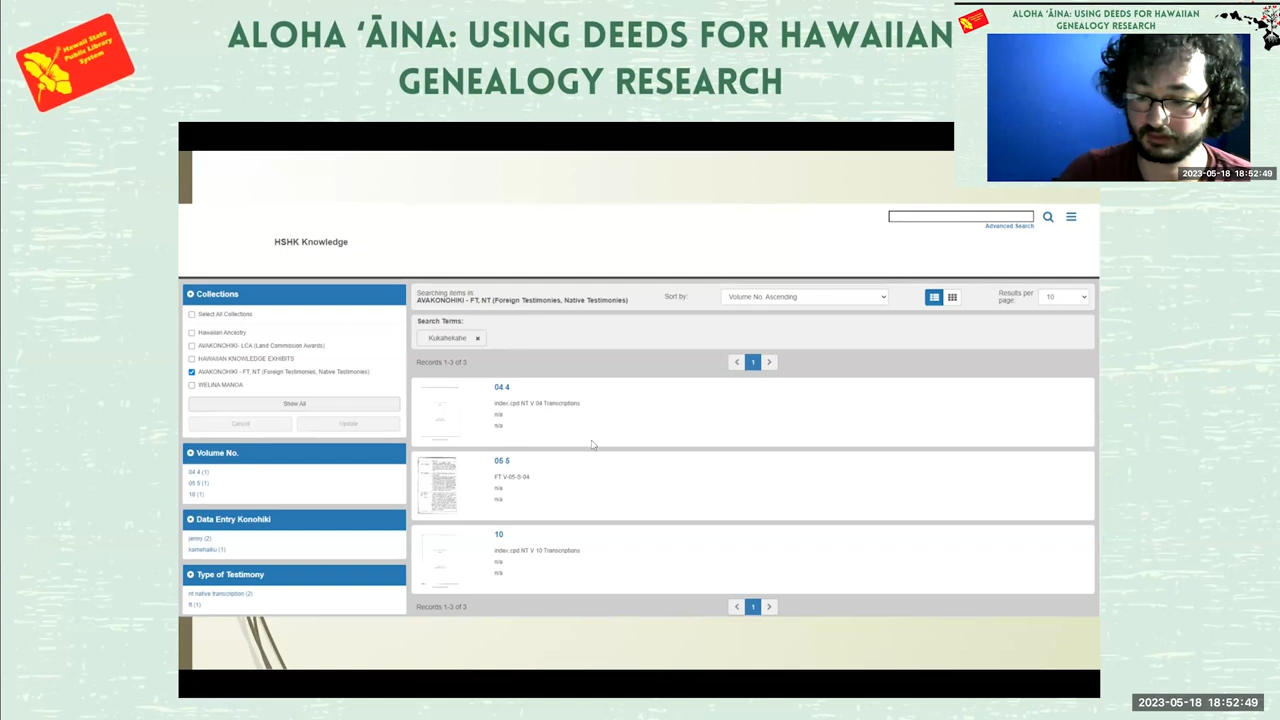 ALOHA ʻĀINA: USING DEEDS FOR HAWAIIAN
GENEALOGY RESEARCH
Hawaii State
Public Library
System
ALOHA ʻĀINA: USING DEEDS FOR HAWAIIAN
GENEALOGY RESEARCH
2023-05-18 18:52:49
Advanced Search
HSHK Knowledge
Collections
Select All Collections
Hawaiian Ancestry
AVAKONOHIKI- LCA (Land Commission Awards)
HAWAIIAN KNOWLEDGE EXHIBITS
AVAKONOHIKI - FT, NT (Foreign Testimonies, Native Testimonies)
WELINA MANOA
Show All
Cancel
Update
Volume No.
04 4 (1)
05 5 (1)
10 (1)
Data Entry Konohiki
jenny (2)
kamehaiku (1)
Type of Testimony
nt native transcription (2)
ft (1)
Searching items in:
AVAKONOHIKI - FT, NT (Foreign Testimonies, Native Testimonies)
Sort by:
Volume No. Ascending
Results per
page:
10
Search Terms:
Kukahekahe x
Records 1-3 of 3
1
04 4
index.cpd NT V 04 Transcriptions
n/a
n/a
05 5
FT V-05-S-04
n/a
n/a
10
index.cpd NT V 10 Transcriptions
n/a
n/a
Records 1-3 of 3
1
2023-05-18 18:52:49